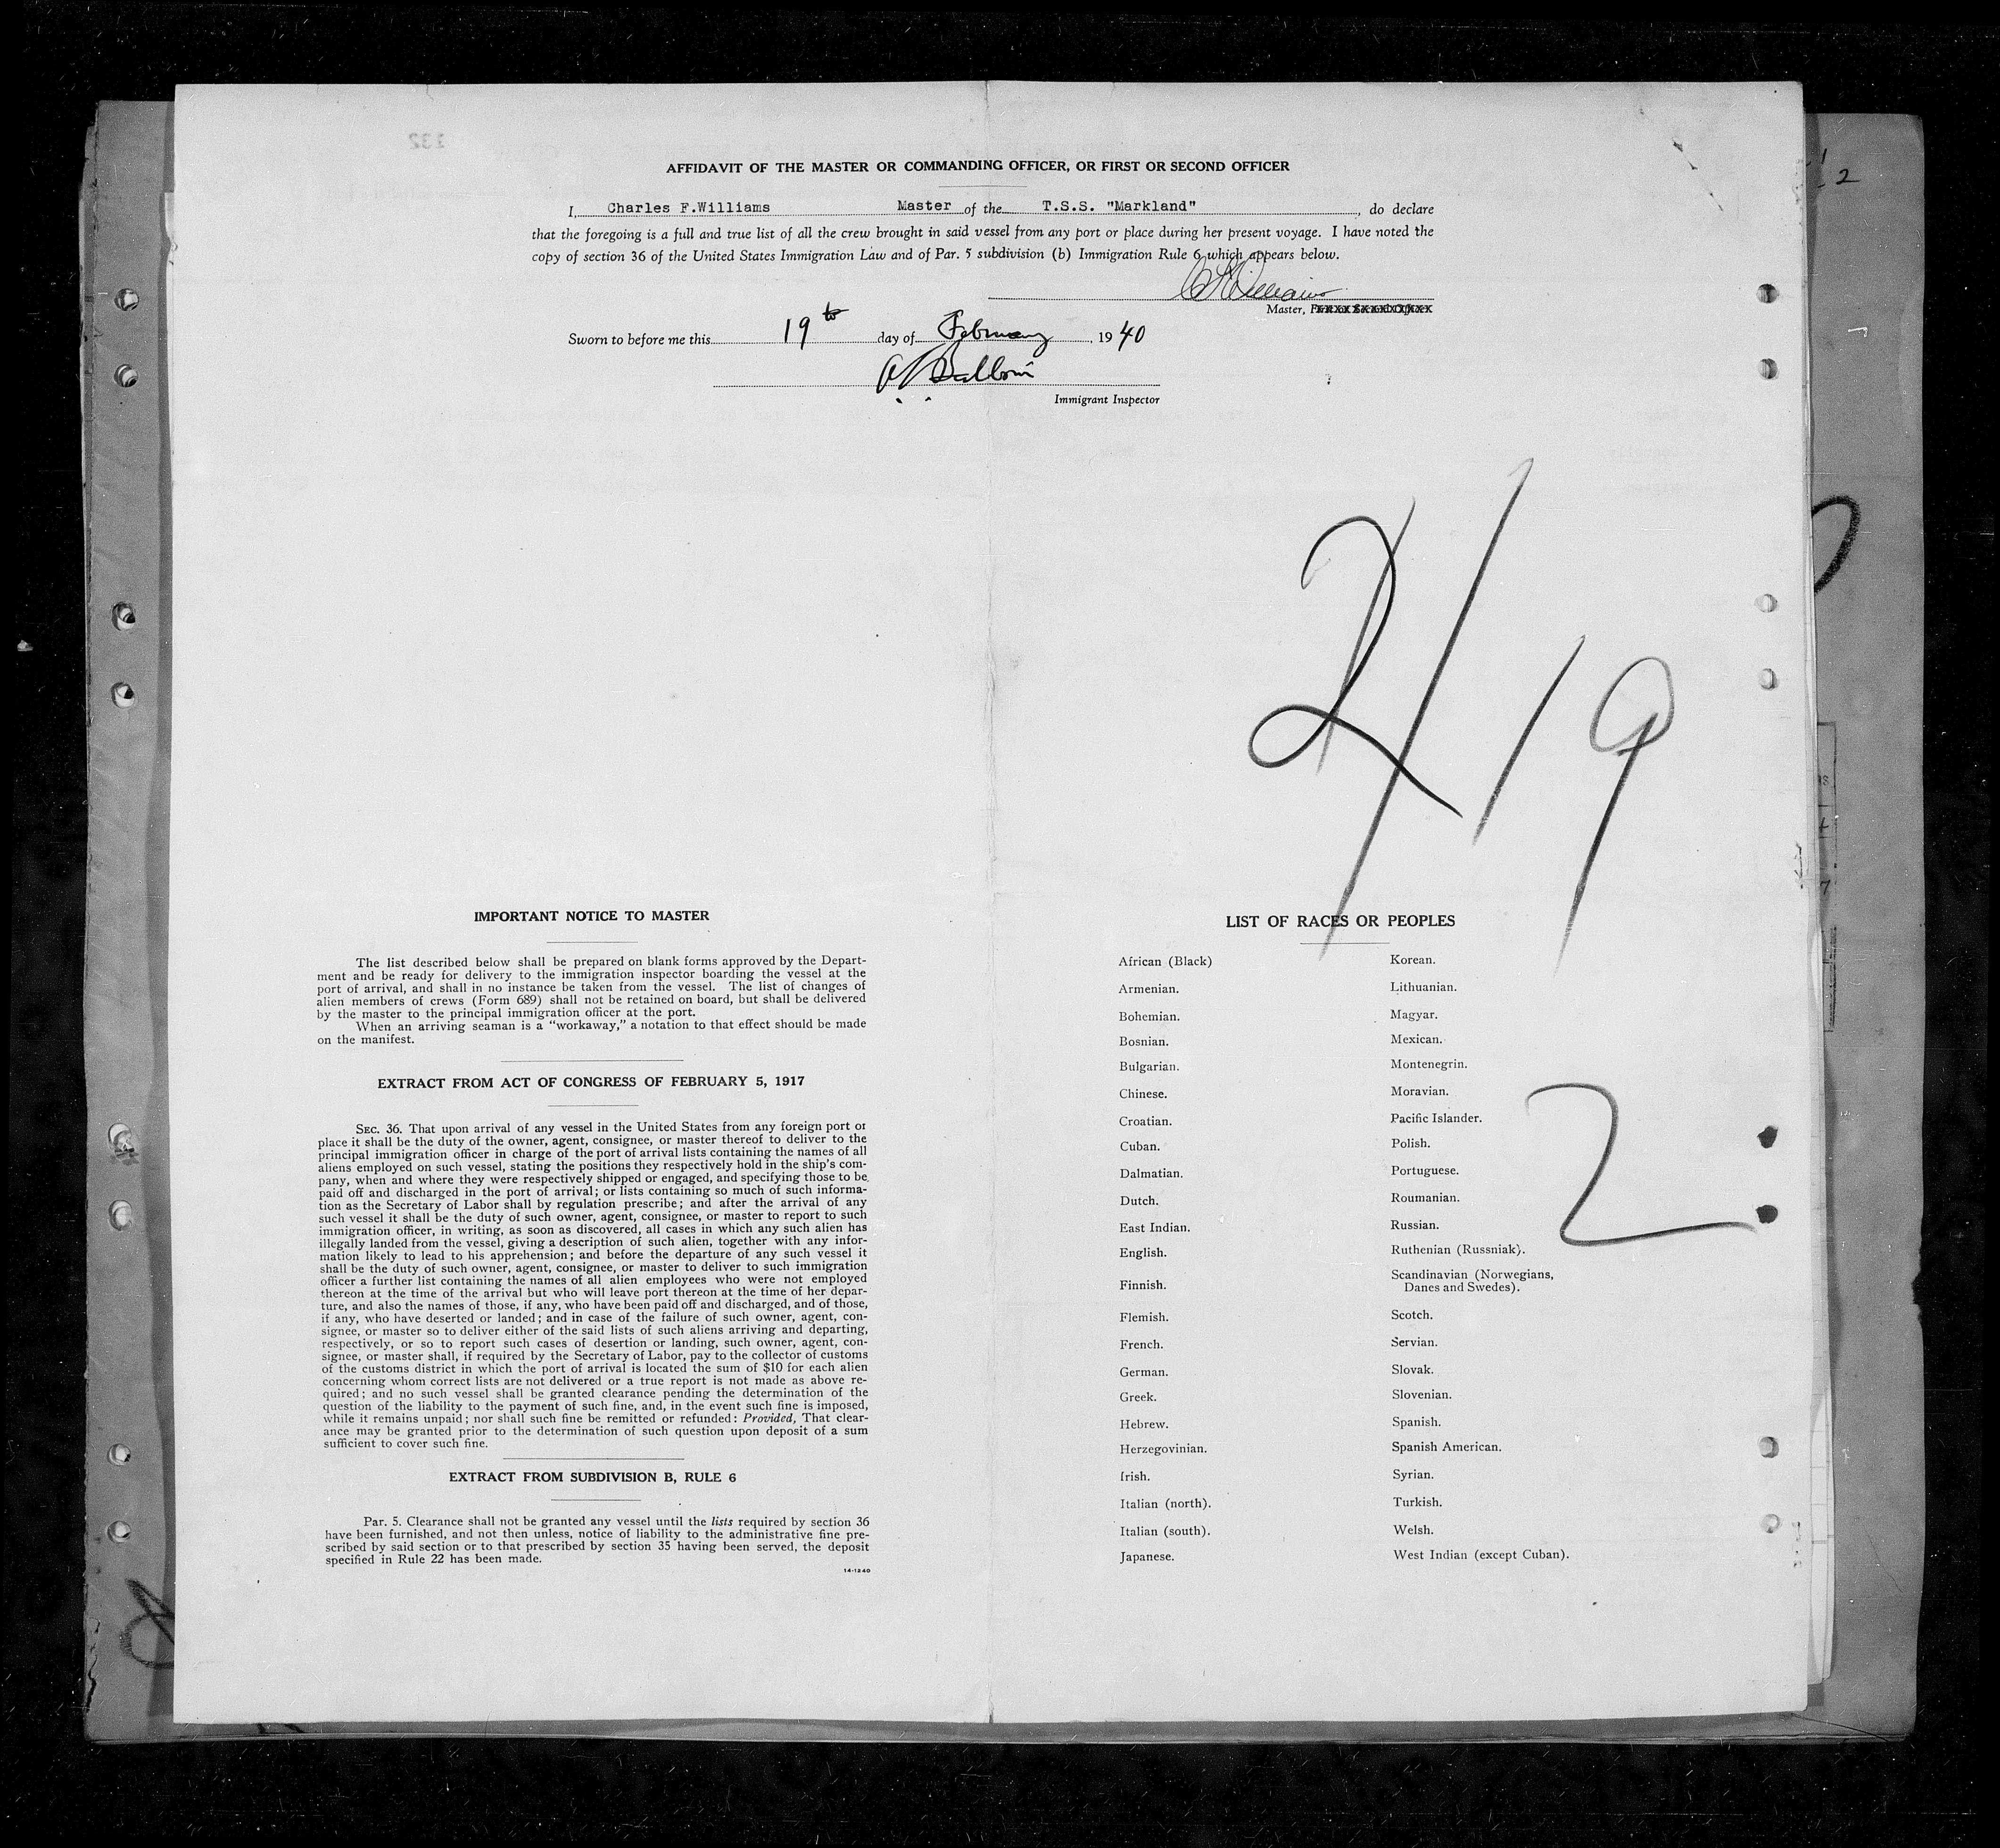 AFFIDAVIT OF THE MASTER OR COMMANDING OFFICER, OR FIRST OR SECOND OFFICER
I, Charles F.Williams Master of the T.S.S. "Markland", do declare
that the foregoing is a full and true list of all the crew brought in said vessel from any port or place during her present voyage. I have noted the
copy of section 36 of the United States Immigration Law and of Par. 5 subdivision (b) Immigration Rule 6 which appears below.
C F Williams
Master,
Sworn to before me this 19th day of February, 1940
Immigrant Inspector
2/19
IMPORTANT NOTICE TO MASTER
The list described below shall be prepared on blank forms approved by the Depart-
ment and be ready for delivery to the immigration inspector boarding the vessel at the
port of arrival, and shall in no instance be taken from the vessel. The list of changes of
alien members of crews (Form 689) shall not be retained on board, but shall be delivered
by the master to the principal immigration officer at the port.
When an arriving seaman is a "workaway," a notation to that effect should be made
on the manifest.
EXTRACT FROM ACT OF CONGRESS OF FEBRUARY 5, 1917
SEC. 36. That upon arrival of any vessel in the United States from any foreign port or
place it shall be the duty of the owner, agent, consignee, or master thereof to deliver to the
principal immigration officer in charge of the port of arrival lists containing the names of all
aliens employed on such vessel, stating the positions they respectively hold in the ship's com-
pany, when and where they were respectively shipped or engaged, and specifying those to be
paid off and discharged in the port of arrival; or lists containing so much of such informa-
tion as the Secretary of Labor shall by regulation prescribe; and after the arrival of any
such vessel it shall be the duty of such owner, agent, consignee, or master to report to such
immigration officer, in writing, as soon as discovered, all cases in which any such alien has
illegally landed from the vessel, giving a description of such alien, together with any infor-
mation likely to lead to his apprehension; and before the departure of any such vessel it
shall be the duty of such owner, agent, consignee, or master to deliver to such immigration
officer a further list containing the names of all alien employees who were not employed
thereon at the time of the arrival but who will leave port thereon at the time of her depar-
ture, and also the names of those, if any, who have been paid off and discharged, and of those,
if any, who have deserted or landed; and in case of the failure of such owner, agent, con-
signee, or master so to deliver either of the said lists of such aliens arriving and departing,
respectively, or so to report such cases of desertion or landing, such owner, agent, con-
signee, or master shall, if required by the Secretary of Labor, pay to the collector of customs
of the customs district in which the port of arrival is located the sum of $10 for each alien
concerning whom correct lists are not delivered or a true report is not made as above re-
quired; and no such vessel shall be granted clearance pending the determination of the
question of the liability to the payment of such fine, and, in the event such fine is imposed,
while it remains unpaid; nor shall such fine be remitted or refunded: Provided, That clear-
ance may be granted prior to the determination of such question upon deposit of a sum
sufficient to cover such fine.
EXTRACT FROM SUBDIVISION B, RULE 6
Par. 5. Clearance shall not be granted any vessel until the lists required by section 36
have been furnished, and not then unless, notice of liability to the administrative fine pre-
scribed by said section or to that prescribed by section 35 having been served, the deposit
specified in Rule 22 has been made.
14-1240
LIST OF RACES OR PEOPLES
African (Black)
Armenian.
Bohemian.
Bosnian.
Bulgarian.
Chinese.
Croatian.
Cuban.
Dalmatian.
Dutch.
East Indian.
English.
Finnish.
Flemish.
French.
German.
Greek.
Hebrew.
Herzegovinian.
Irish.
Italian (north).
Italian (south).
Japanese.
Korean.
Lithuanian.
Magyar.
Mexican.
Montenegrin.
Moravian.
Pacific Islander.
Polish.
Portuguese.
Roumanian.
Russian.
Ruthenian (Russniak).
Scandinavian (Norwegians,
Danes and Swedes).
Scotch.
Servian.
Slovak.
Slovenian.
Spanish.
Spanish American.
Syrian.
Turkish.
Welsh.
West Indian (except Cuban).
2